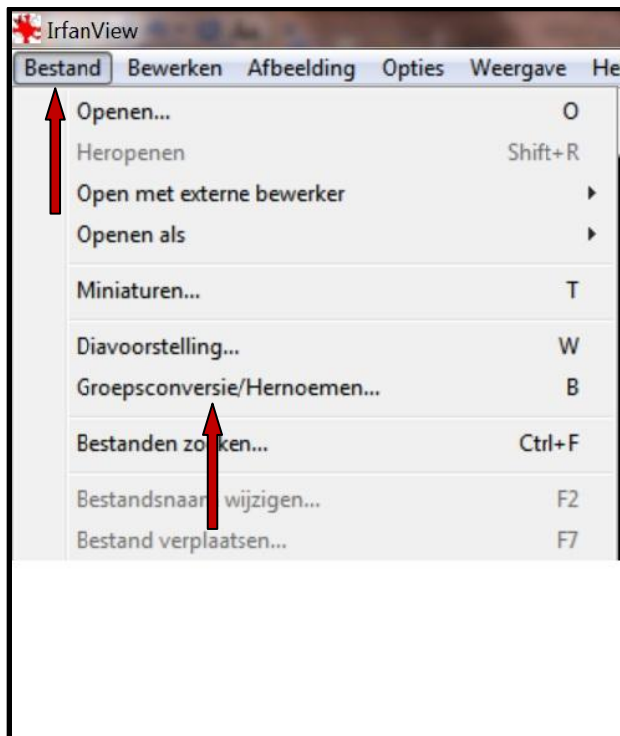 IrfanView
Bestand Bewerken Afbeelding Opties Weergave He
Openen... O
Heropenen Shift+R
Open met externe bewerker
Openen als
Miniaturen... T
Diavoorstelling... W
Groepsconversie/Hernoemen... B
Bestanden zoeken... Ctrl+F
Bestandsnaam wijzigen... F2
Bestand verplaatsen... F7